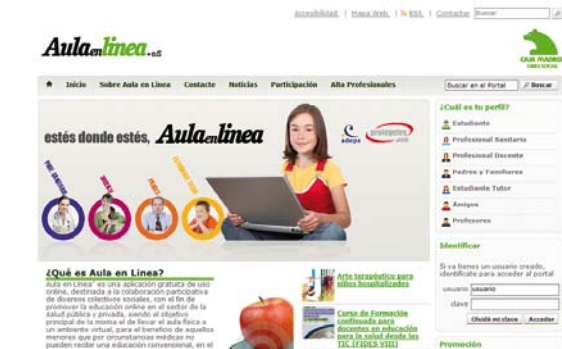 Accesibilidad | Mapa Web | RSS | Contactar Buscar
Aulaenlinea.es
CAJA MADRID
OBRA SOCIAL
Inicio Sobre Aula en Linea Contacte Noticias Participación Alta Profesionales
Buscar en el Portal Buscar
estés donde estés, Aulaenlinea
adeps
¿Cuál es tu perfil?
Estudiante
Profesional Sanitario
Profesional Docente
Padres y Familiares
Estudiante Tutor
Amigos
Profesores
Identificar
Si ya tienes un usuario creado,
identifícate para acceder al portal
usuario usuario
clave
Olvidé mi clave Acceder
Promoción
¿Qué es Aula en Linea?
Aula en Linea es una aplicación gratuita de uso
online, destinada a la colaboración participativa
de diversos colectivos sociales, con el fin de
promover la educación online en el sector de la
salud pública y privada, siendo el objetivo
principal de la misma el de llevar el aula física a
un ambiente virtual, para el beneficio de aquellos
menores que por circunstancias médicas no
pueden recibir una educación convencional, en el
Arte terapéutico para
niños hospitalizados
Curso de Formación
continuada para
docentes en educación
para la salud desde las
TIC (FIDES VIII)